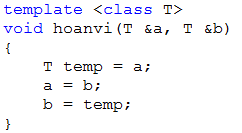 template <class T>
void hoanvi(T &a, T &b)
{
    T temp = a;
    a = b;
    b = temp;
}